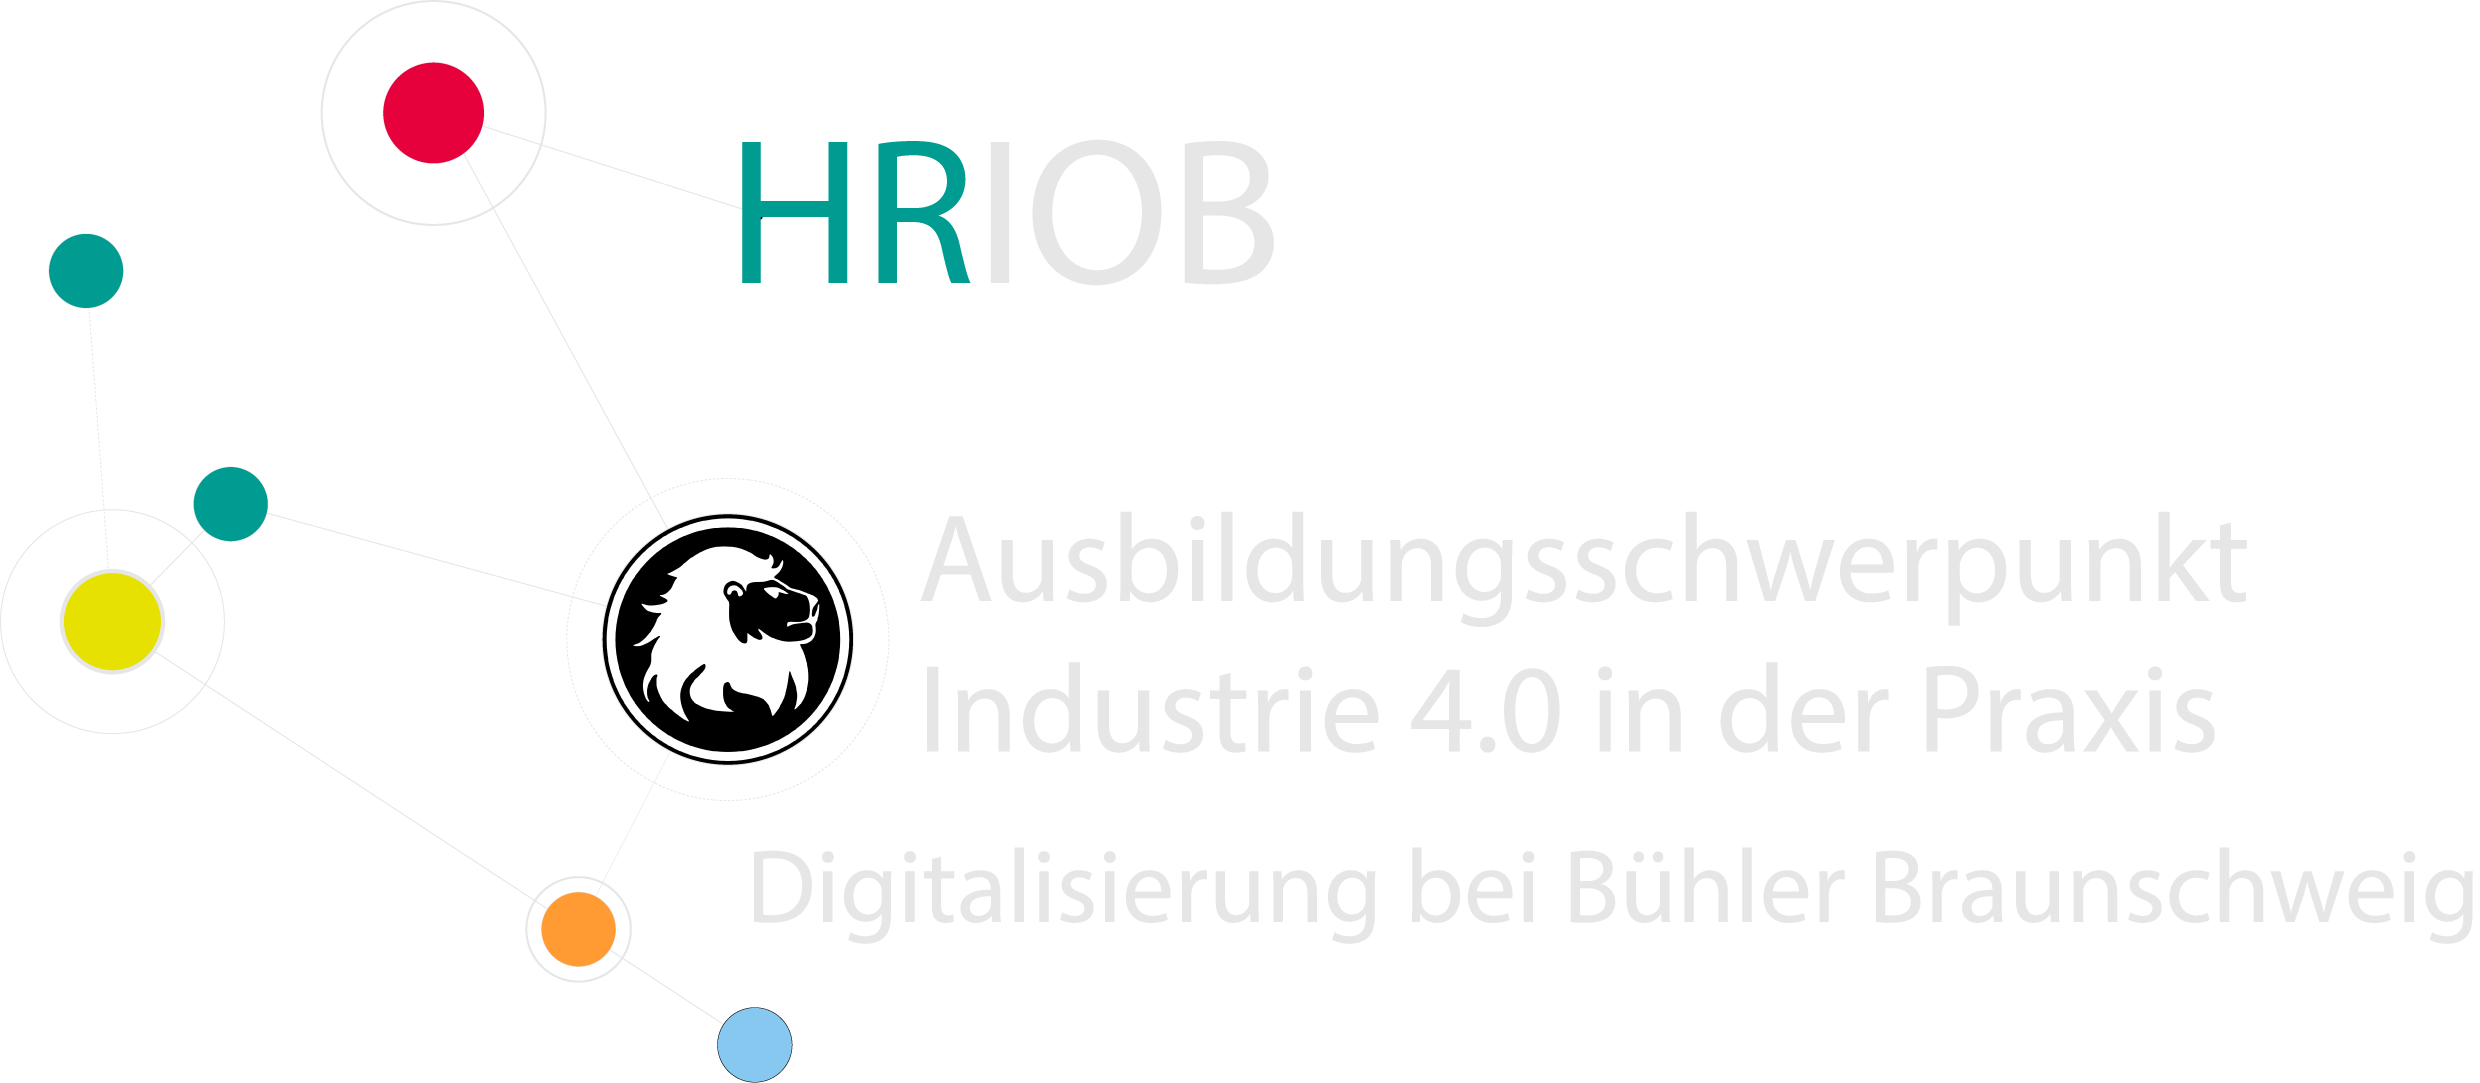 HRIOB
Ausbildungsschwerpunkt
Industrie 4.0 in der Praxis
Digitalisierung bei Bühler Braunschweig